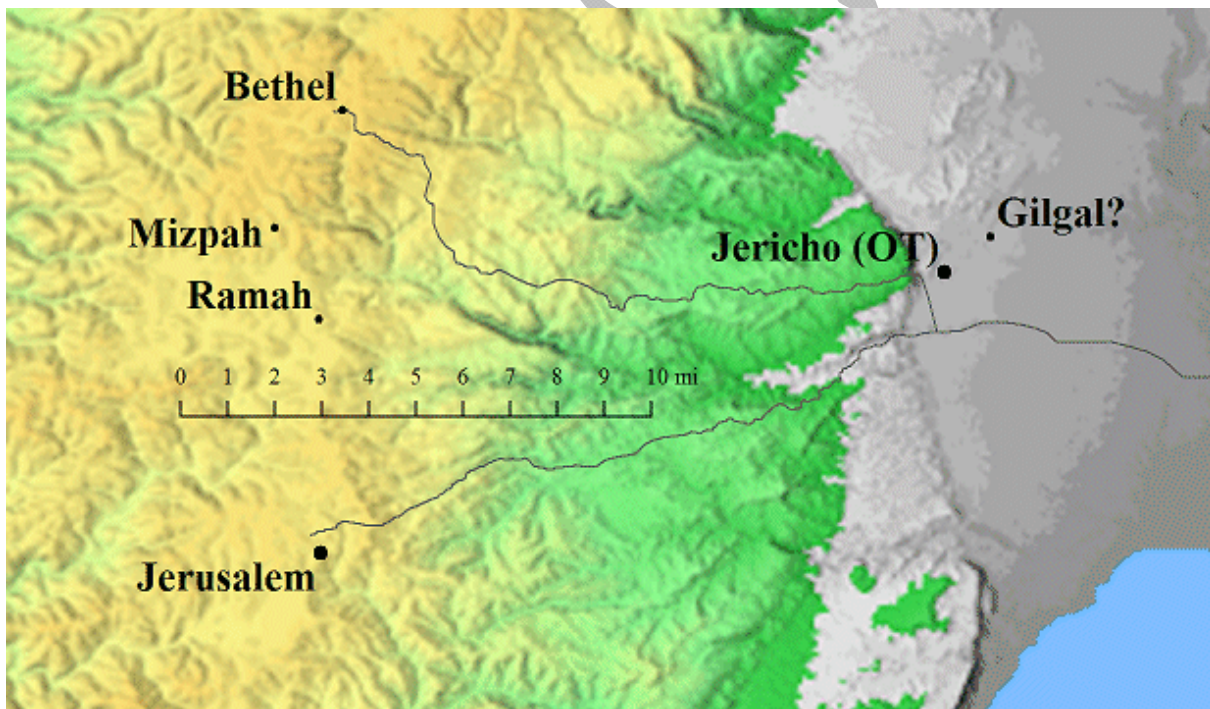 Bethel
Gilgal?
Mizpah
Jericho (OT)
Ramah
0 1 2 3 4 5 6 7 8 9 10 mi
Jerusalem